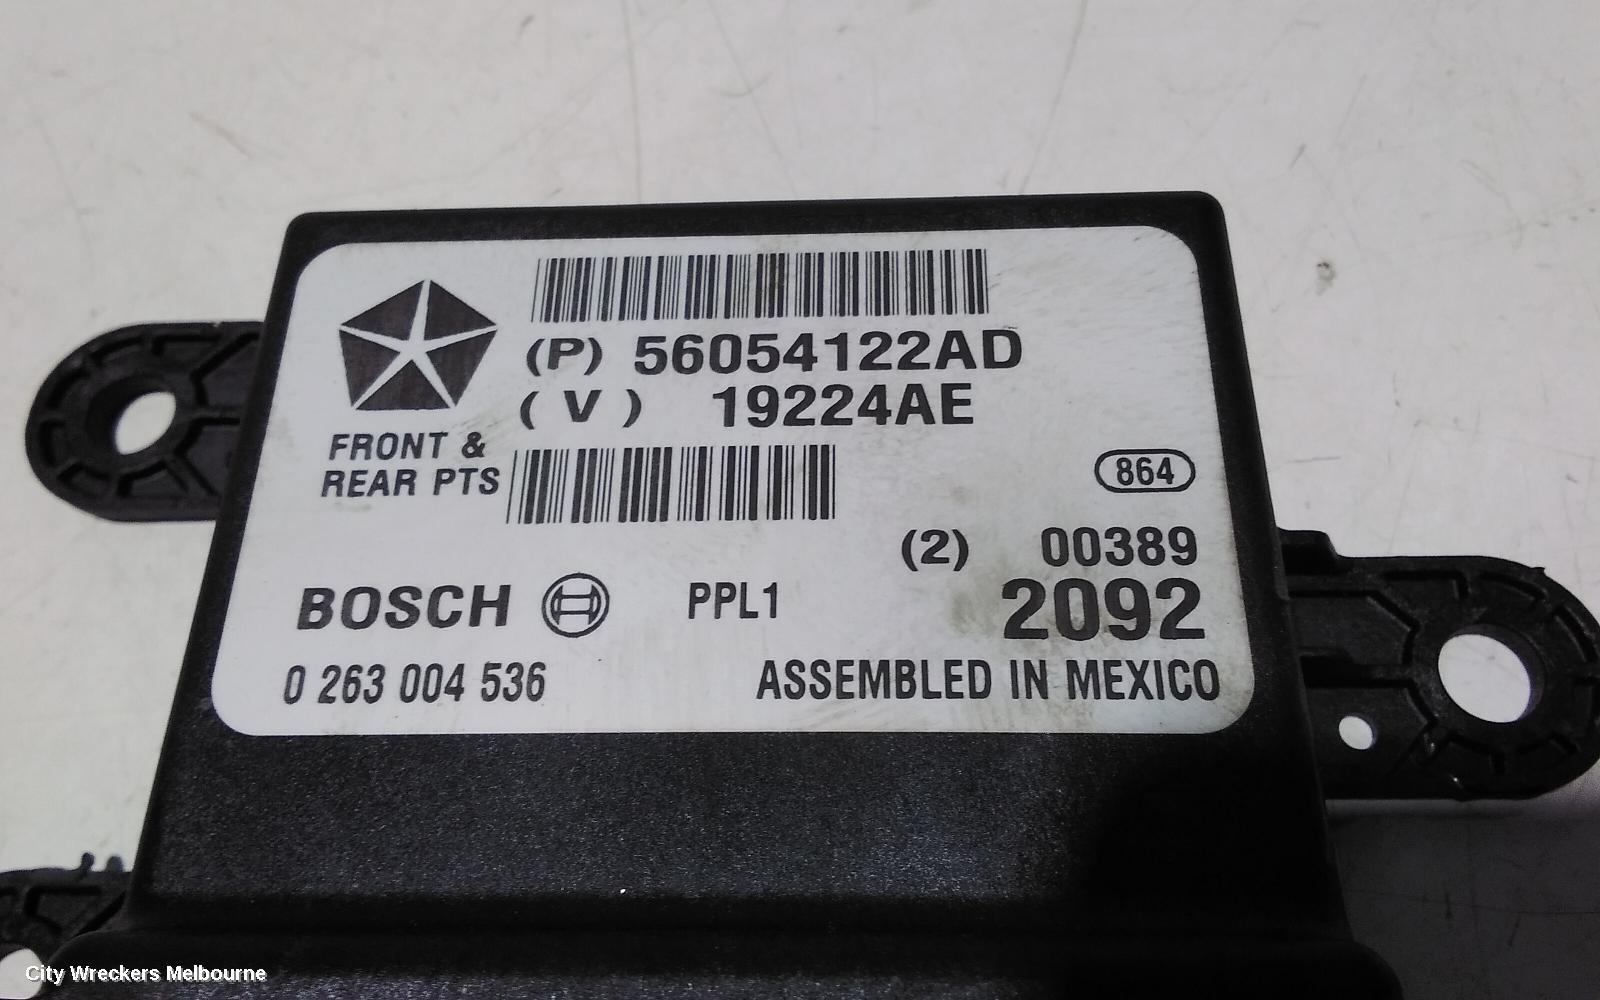 (P) 56054122AD
(V) 19224AE
FRONT &
REAR PTS
864
(2) 00389
BOSCH PPL1 2092
0 263 004 536 ASSEMBLED IN MEXICO
City Wreckers Melbourne